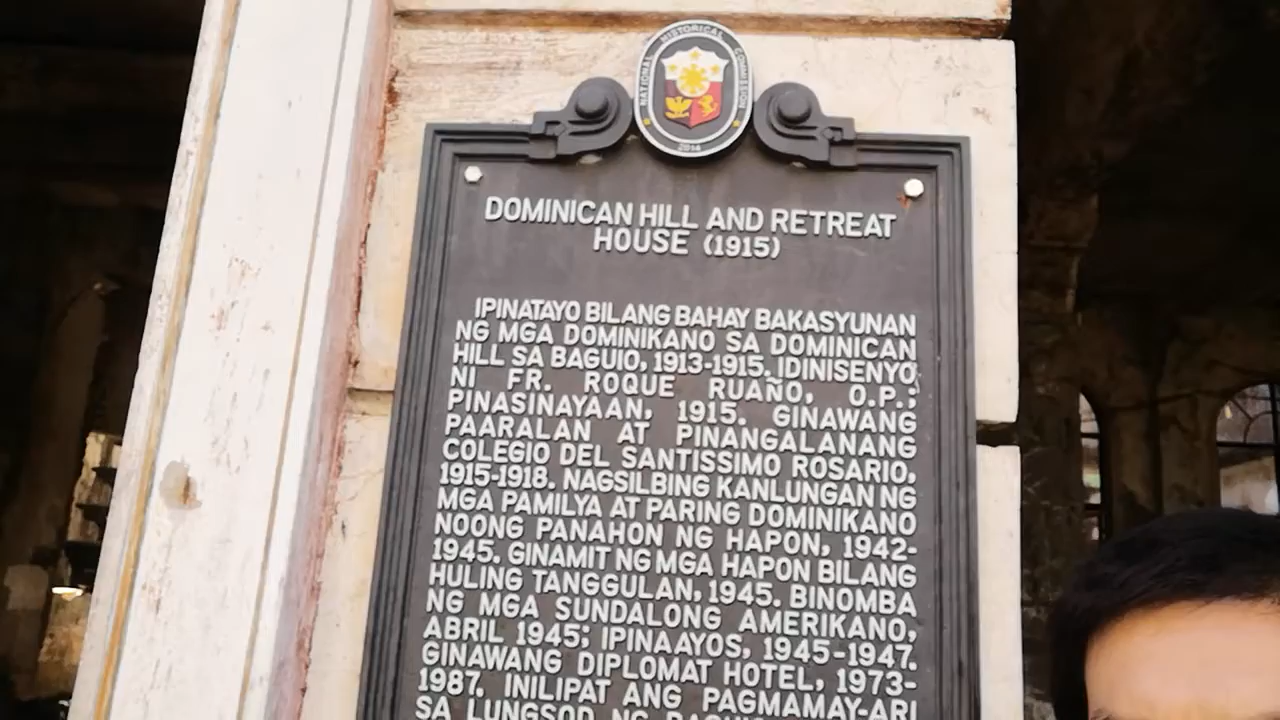 NATIONAL HISTORICAL COMMISSION
2014
DOMINICAN HILL AND RETREAT
HOUSE (1915)
IPINATAYO BILANG BAHAY BAKASYUNAN
NG MGA DOMINIKANO SA DOMINICAN
HILL SA BAGUIO, 1913-1915. IDINISENYO
NI FR. ROQUE RUAÑO, O.P.;
PINASINAYAAN, 1915. GINAWANG
PAARALAN AT PINANGALANANG
COLEGIO DEL SANTISSIMO ROSARIO,
1915-1918. NAGSILBING KANLUNGAN NG
MGA PAMILYA AT PARING DOMINIKANO
NOONG PANAHON NG HAPON, 1942-
1945. GINAMIT NG MGA HAPON BILANG
HULING TANGGULAN, 1945. BINOMBA
NG MGA SUNDALONG AMERIKANO,
ABRIL 1945; IPINAAYOS, 1945-1947.
GINAWANG DIPLOMAT HOTEL, 1973-
1987. INILIPAT ANG PAGMAMAY-ARI
SA LUNGSOD NG